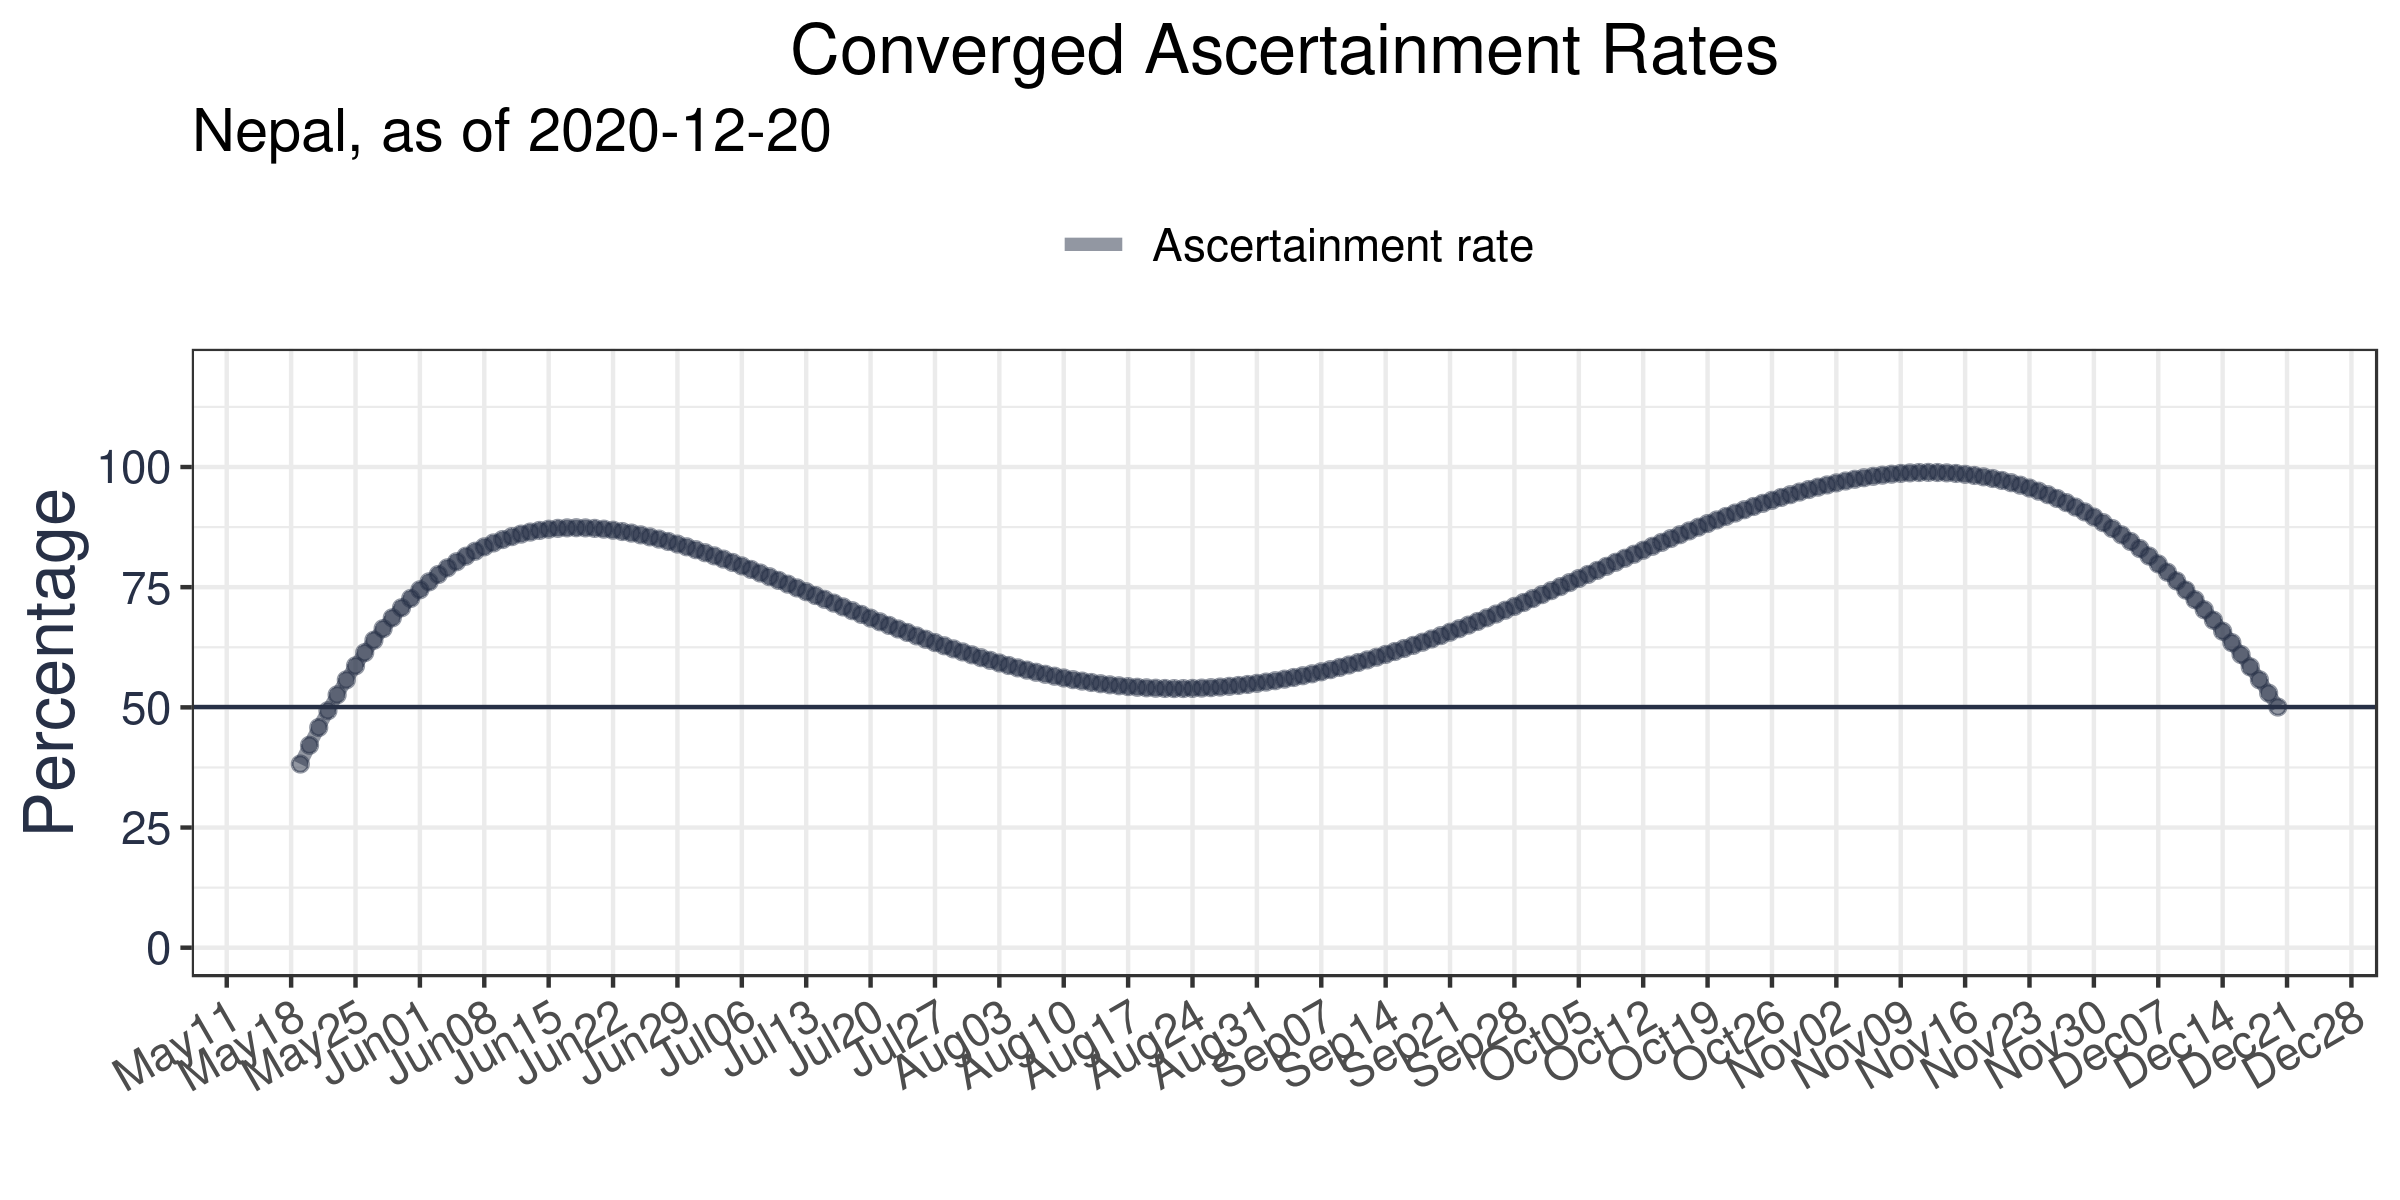 Converged Ascertainment Rates
Nepal, as of 2020-12-20
Ascertainment rate
Percentage
100
75
50
25
0
May11
May18
May25
Jun01
Jun08
Jun15
Jun22
Jun29
Jul06
Jul13
Jul20
Jul27
Aug03
Aug10
Aug17
Aug24
Aug31
Sep07
Sep14
Sep21
Sep28
Oct05
Oct12
Oct19
Oct26
Nov02
Nov09
Nov16
Nov23
Nov30
Dec07
Dec14
Dec21
Dec28